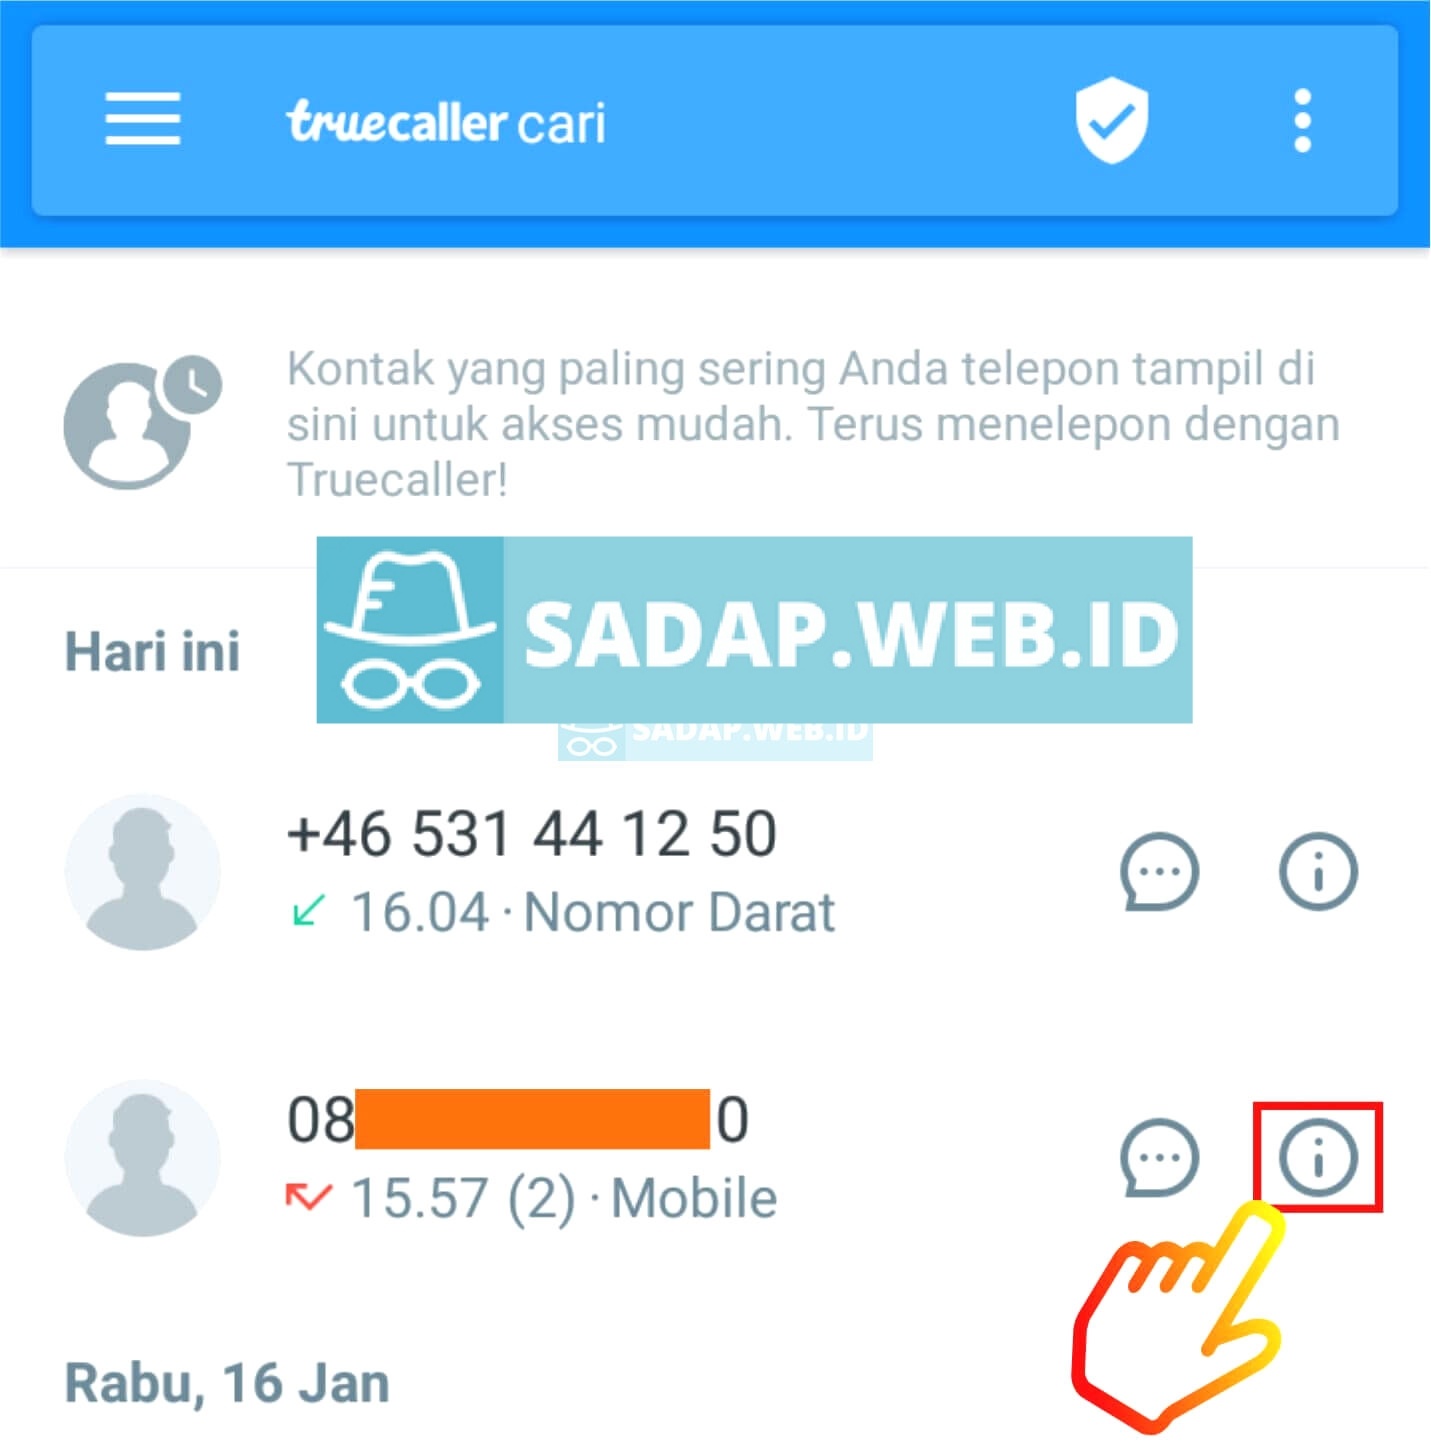 truecaller cari
Kontak yang paling sering Anda telepon tampil di
sini untuk akses mudah. Terus menelepon dengan
Truecaller!
Hari ini
SADAP.WEB.ID
SADAP.WEB.ID
+46 531 44 12 50
16.04 · Nomor Darat
08 0
15.57 (2) · Mobile
Rabu, 16 Jan